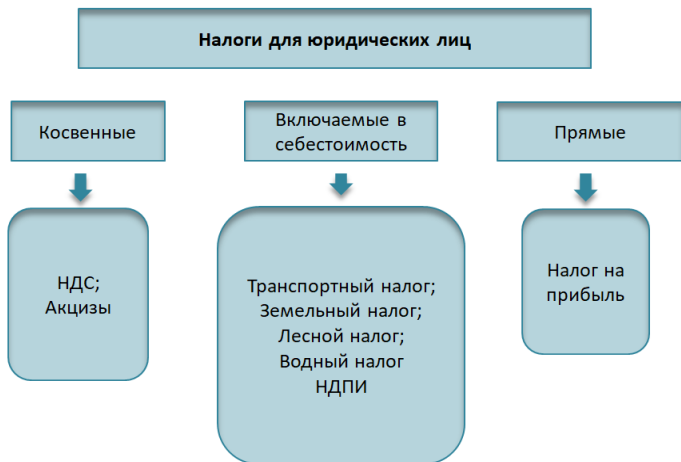 Налоги для юридических лиц
Косвенные
Включаемые в
себестоимость
Прямые
НДС;
Акцизы
Транспортный налог;
Земельный налог;
Лесной налог;
Водный налог
НДПИ
Налог на
прибыль